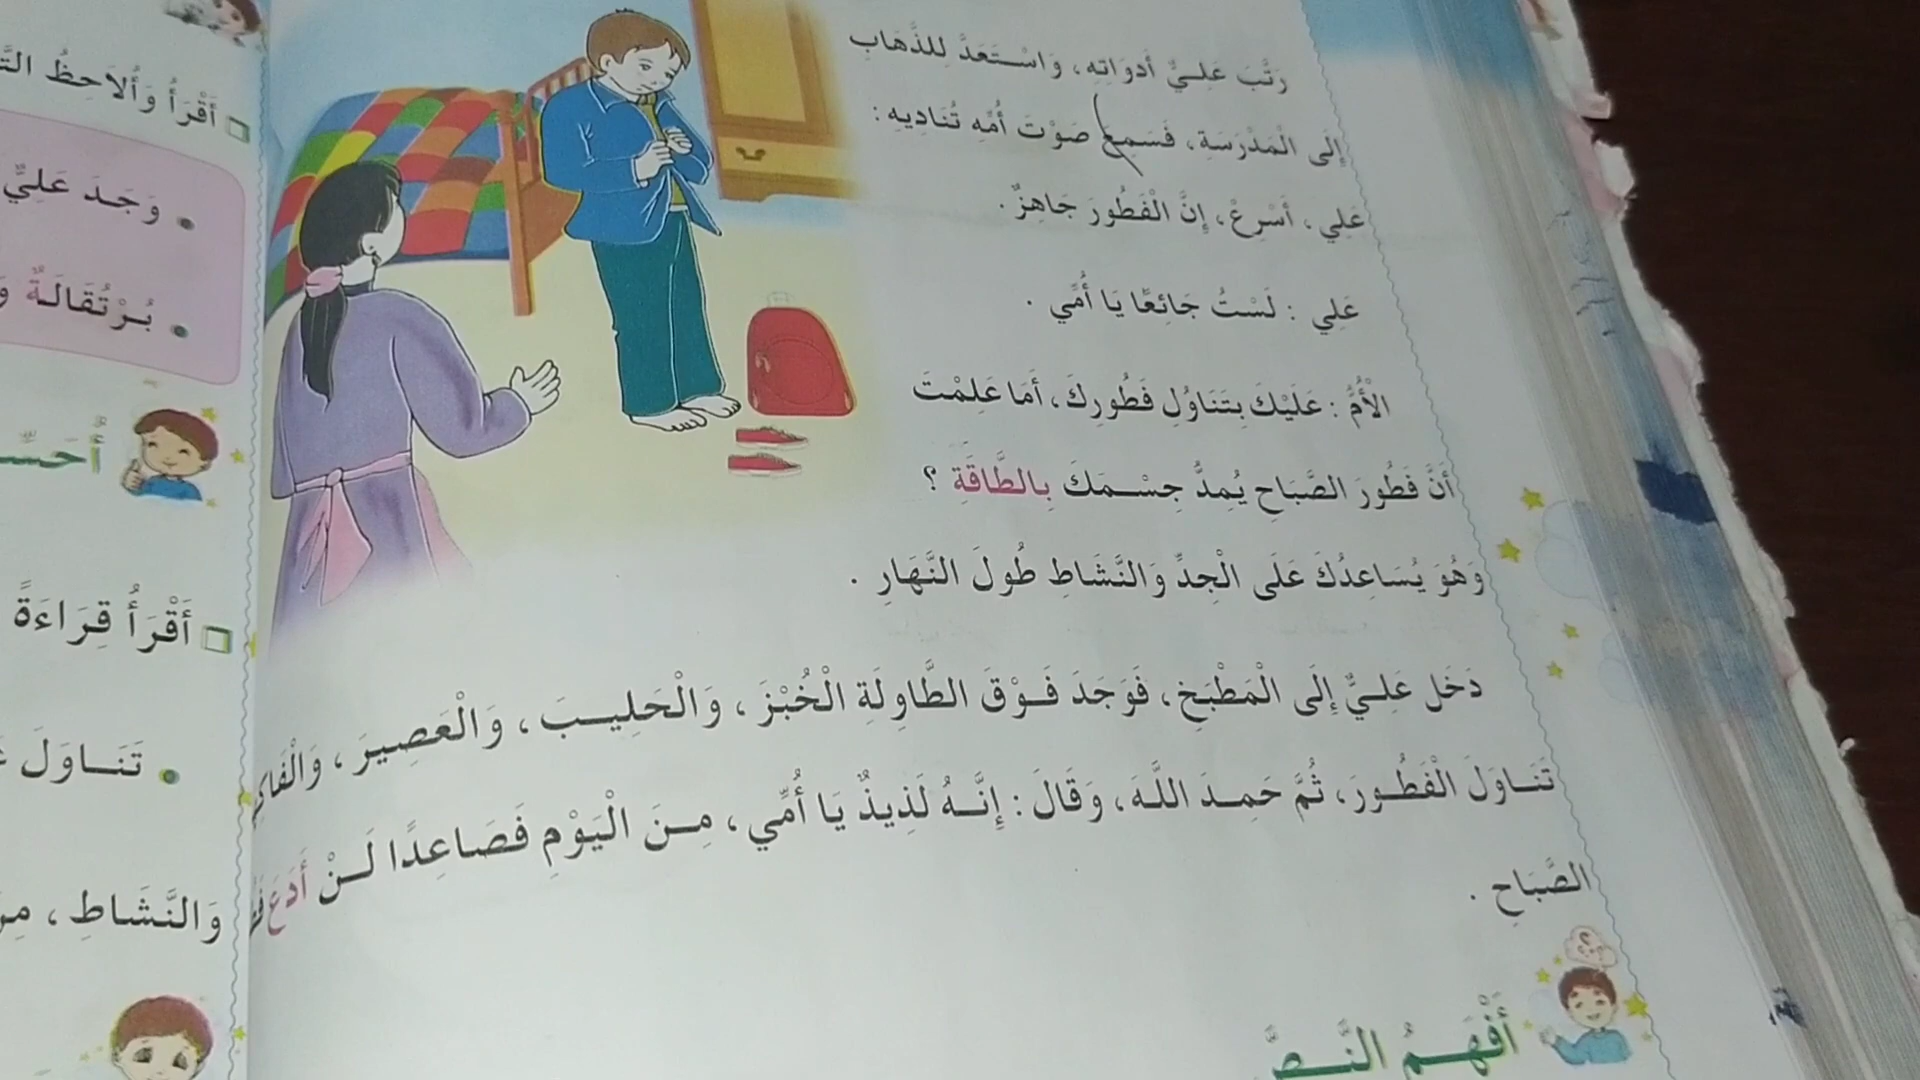 رَتَّبَ عَلِيٌّ أَدَوَاتِهِ، وَاسْتَعَدَّ لِلذَّهَابِ
إِلَى الْمَدْرَسَةِ، فَسَمِعَ صَوْتَ أُمِّهِ تُنَادِيهِ :
عَلِي ، أَسْرِعْ، إِنَّ الْفَطُورَ جَاهِزٌ .
عَلِي : لَسْتُ جَائِعًا يَا أُمِّي .
الْأُمُّ : عَلَيْكَ بِتَنَاوُلِ فَطُورِكَ، أَمَا عَلِمْتَ
أَنَّ فَطُورَ الصَّبَاحِ يُمِدُّ جِسْمَكَ بِالطَّاقَةِ ؟
وَهُوَ يُسَاعِدُكَ عَلَى الْجِدِّ وَالنَّشَاطِ طُولَ النَّهَارِ .
دَخَلَ عَلِيٌّ إِلَى الْمَطْبَخِ، فَوَجَدَ فَوْقَ الطَّاوِلَةِ الْخُبْزَ، وَالْحَلِيبَ، وَالْعَصِيرَ،
تَنَاوَلَ الْفَطُورَ، ثُمَّ حَمِدَ اللَّهَ، وَقَالَ : إِنَّهُ لَذِيذٌ يَا أُمِّي، مِنَ الْيَوْمِ فَصَاعِدًا لَنْ أَدَعَ
الصَّبَاحِ .
أَفْهَمُ النَّصَّ
أَقْرَأُ وَأُلَاحِظُ
وَجَدَ عَلِيٌّ
بُرْتُقَالَةٌ
أَقْرَأُ قِرَاءَةً
تَنَاوَلَ
وَالنَّشَاطِ ،